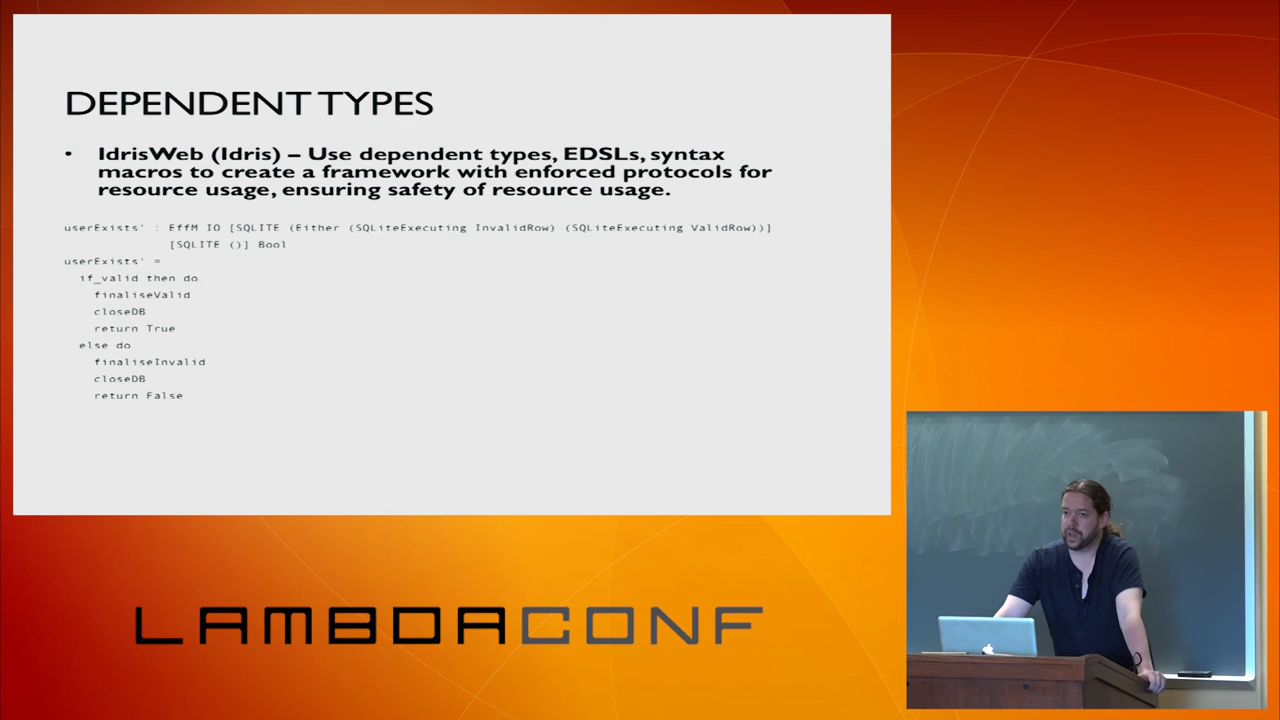 DEPENDENT TYPES
• IdrisWeb (Idris) – Use dependent types, EDSLs, syntax
macros to create a framework with enforced protocols for
resource usage, ensuring safety of resource usage.
userExists' : EffM IO [SQLITE (Either (SQLiteExecuting InvalidRow) (SQLiteExecuting ValidRow))]
[SQLITE ()] Bool
userExists' =
if_valid then do
finaliseValid
closeDB
return True
else do
finaliseInvalid
closeDB
return False
LAMBDACONF